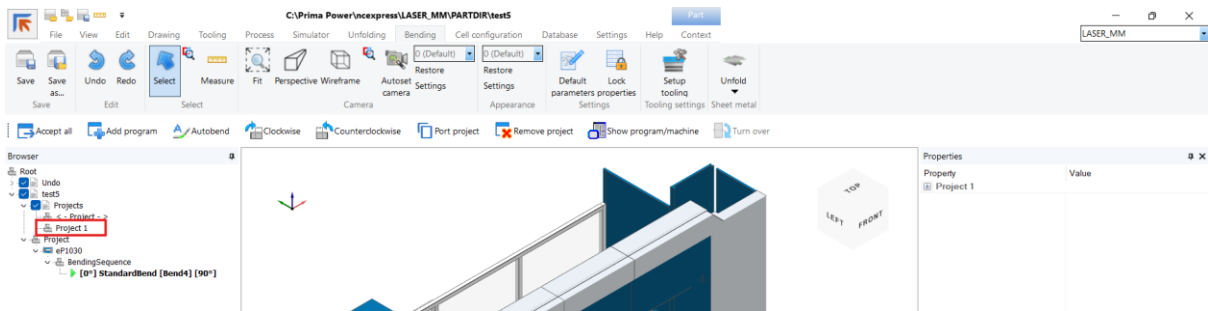 C:\Prima Power\ncexpress\LASER_MM\PARTDIR\test5
Part
File View Edit Drawing Tooling Process Simulator Unfolding Bending Cell configuration Database Settings Help Context
LASER_MM
0 (Default) 0 (Default)
Restore Restore
Save Save as... Undo Redo Select Measure Fit Perspective Wireframe Autoset camera Settings Settings Default parameters Lock properties Setup tooling Unfold
Save Edit Select Camera Appearance Settings Tooling settings Sheet metal
Accept all Add program Autobend Clockwise Counterclockwise Port project Remove project Show program/machine Turn over
Browser
Root
Undo
test5
Projects
< - Project - >
Project 1
Project
eP1030
BendingSequence
[0°] StandardBend [Bend4] [90°]
TOP
LEFT FRONT
Properties
Property Value
Project 1